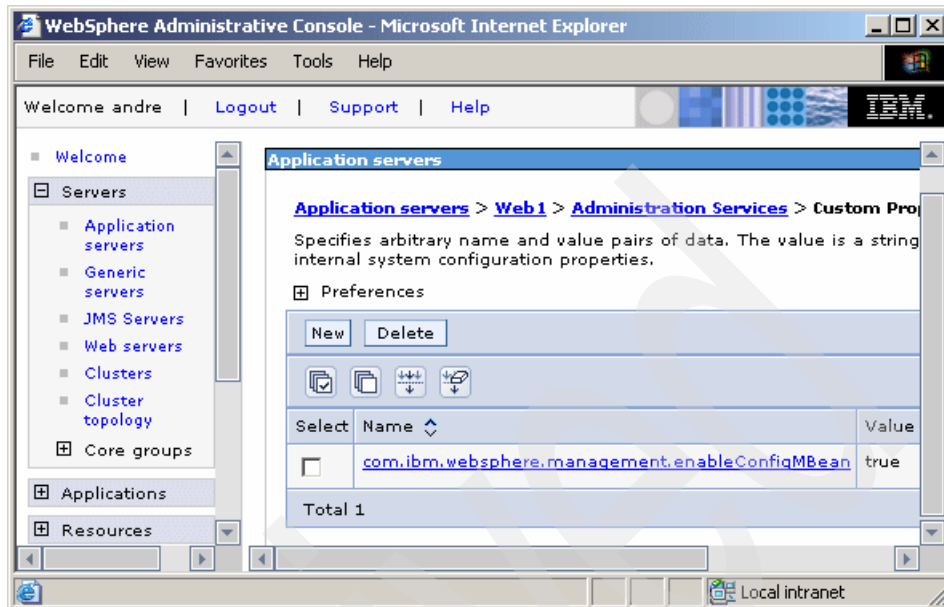 WebSphere Administrative Console - Microsoft Internet Explorer
File Edit View Favorites Tools Help
Welcome andre | Logout | Support | Help
IBM.
Welcome
Servers
Application
servers
Generic
servers
JMS Servers
Web servers
Clusters
Cluster
topology
Core groups
Applications
Resources
Application servers
Application servers > Web1 > Administration Services > Custom Pro
Specifies arbitrary name and value pairs of data. The value is a string
internal system configuration properties.
Preferences
New Delete
Select Name Value
com.ibm.websphere.management.enableConfigMBean true
Total 1
Local intranet